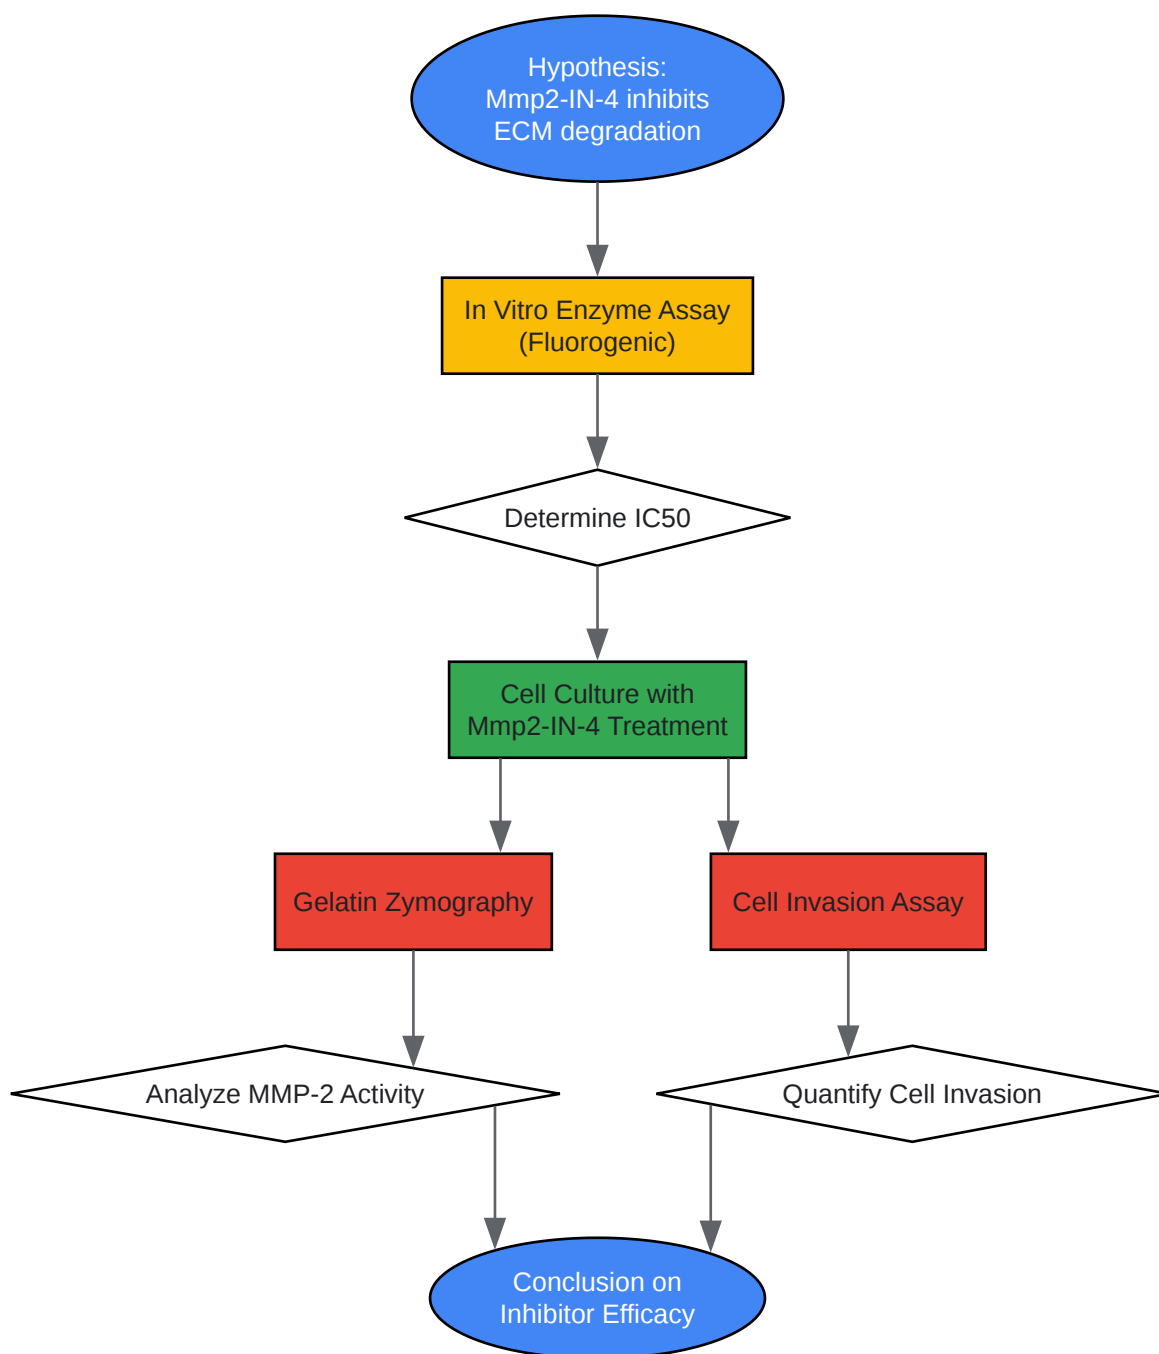 Hypothesis:
Mmp2-IN-4 inhibits
ECM degradation
In Vitro Enzyme Assay
(Fluorogenic)
Determine IC50
Cell Culture with
Mmp2-IN-4 Treatment
Gelatin Zymography
Cell Invasion Assay
Analyze MMP-2 Activity
Quantify Cell Invasion
Conclusion on
Inhibitor Efficacy